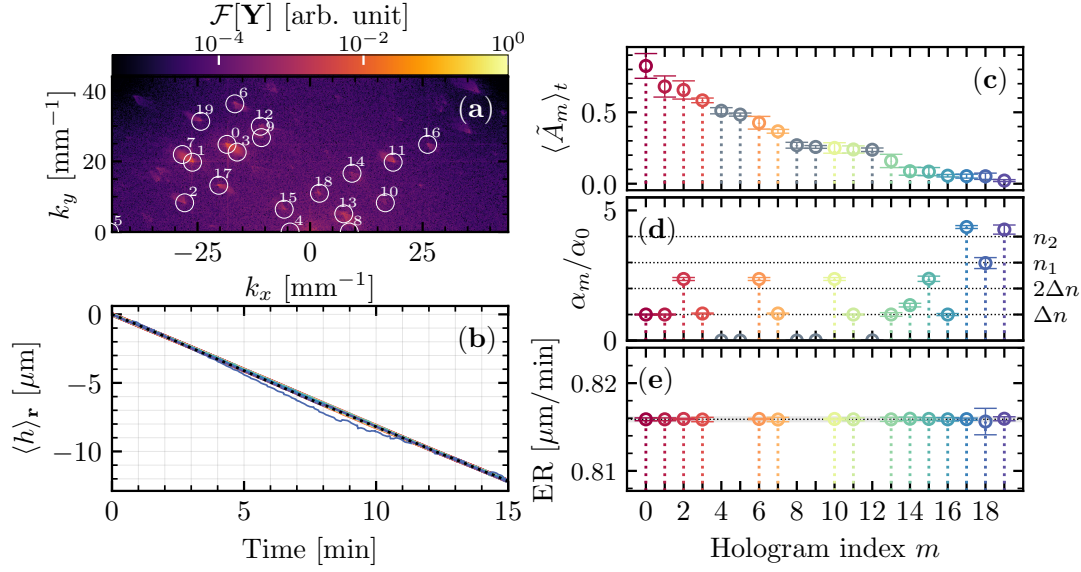 𝓕[𝐘] [arb. unit]
10⁻⁴ 10⁻² 10⁰
(a)
k_y [mm⁻¹]
40
20
0
6
19
12
9
0
3
7
1
16
11
14
17
18
2
10
15
13
5
4
8
−25 0 25
k_x [mm⁻¹]
(b)
⟨h⟩_𝐫 [μm]
0
−5
−10
0 5 10 15
Time [min]
(c)
⟨Ã_m⟩_t
0.5
0.0
(d)
α_m/α_0
5
0
n₂
n₁
2Δn
Δn
(e)
ER [μm/min]
0.82
0.81
0 2 4 6 8 10 12 14 16 18
Hologram index m